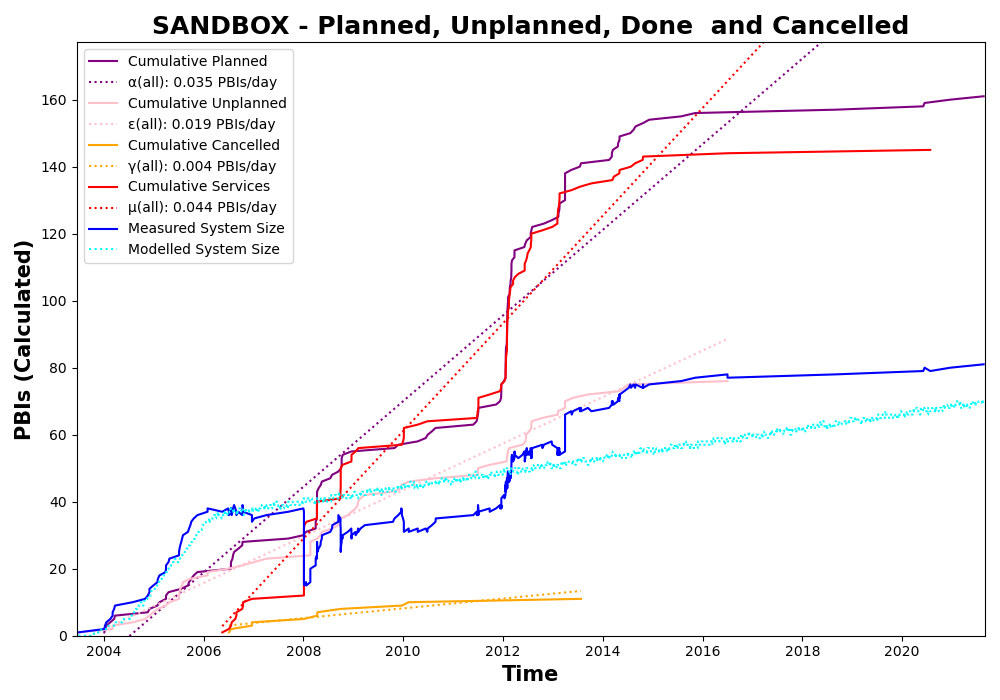 SANDBOX - Planned, Unplanned, Done  and Cancelled
Cumulative Planned
α(all): 0.035 PBIs/day
Cumulative Unplanned
ε(all): 0.019 PBIs/day
Cumulative Cancelled
γ(all): 0.004 PBIs/day
Cumulative Services
μ(all): 0.044 PBIs/day
Measured System Size
Modelled System Size
PBIs (Calculated)
160
140
120
100
80
60
40
20
0
2004 2006 2008 2010 2012 2014 2016 2018 2020
Time